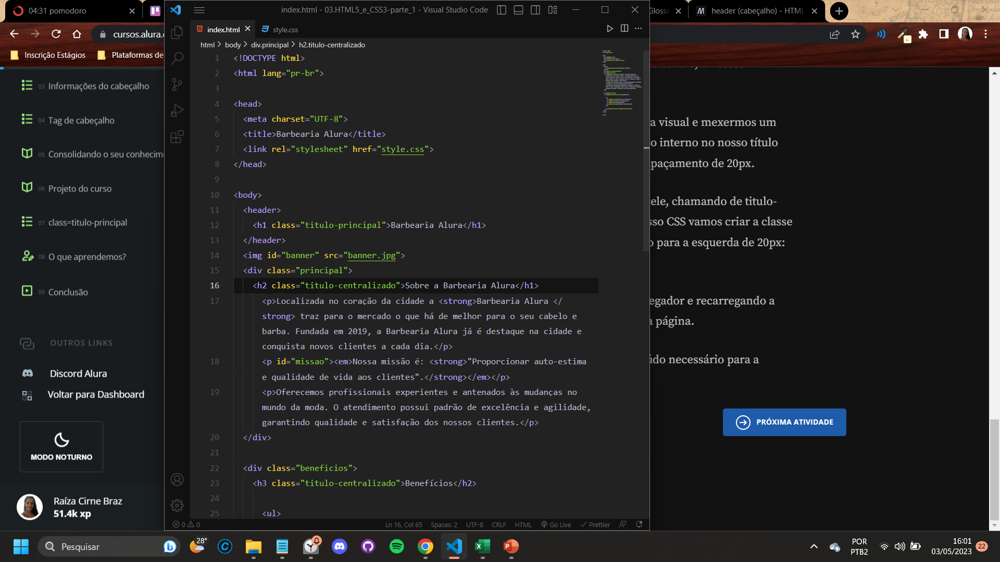 04:31 pomodoro
index.html - 03.HTML5_e_CSS3-parte_1 - Visual Studio Code
header (cabeçalho) - HTML
cursos.alura.
Inscrição Estágios
Plataformas de
03 Informações do cabeçalho
04 Tag de cabeçalho
05 Consolidando o seu conhecim
06 Projeto do curso
07 class=titulo-principal
08 O que aprendemos?
09 Conclusão
OUTROS LINKS
Discord Alura
Voltar para Dashboard
MODO NOTURNO
Raíza Cirne Braz
51.4k xp
index.html
style.css
html > body > div.principal > h2.titulo-centralizado
1 <!DOCTYPE html>
2 <html lang="pr-br">
3
4 <head>
5 <meta charset="UTF-8">
6 <title>Barbearia Alura</title>
7 <link rel="stylesheet" href="style.css">
8 </head>
9
10 <body>
11 <header>
12 <h1 class="titulo-principal">Barbearia Alura</h1>
13 </header>
14 <img id="banner" src="banner.jpg">
15 <div class="principal">
16 <h2 class="titulo-centralizado">Sobre a Barbearia Alura</h1>
17 <p>Localizada no coração da cidade a <strong>Barbearia Alura </
strong> traz para o mercado o que há de melhor para o seu cabelo e
barba. Fundada em 2019, a Barbearia Alura já é destaque na cidade e
conquista novos clientes a cada dia.</p>
18 <p id="missao"><em>Nossa missão é: <strong>"Proporcionar auto-estima
e qualidade de vida aos clientes".</strong></em></p>
19 <p>Oferecemos profissionais experientes e antenados às mudanças no
mundo da moda. O atendimento possui padrão de excelência e agilidade,
garantindo qualidade e satisfação dos nossos clientes.</p>
20 </div>
21
22 <div class="beneficios">
23 <h3 class="titulo-centralizado">Benefícios</h2>
24
25 <ul>
0 0
Ln 16, Col 65
Spaces: 2
UTF-8
CRLF
HTML
Go Live
Prettier
a visual e mexermos um
o interno no nosso título
paçamento de 20px.
ele, chamando de titulo-
sso CSS vamos criar a classe
o para a esquerda de 20px:
egador e recarregando a
a página.
údo necessário para a
PRÓXIMA ATIVIDADE
Pesquisar
28°
POR
PTB2
16:01
03/05/2023
22